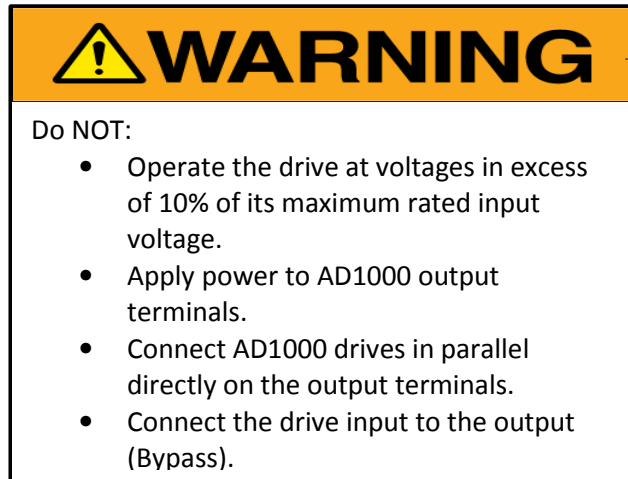 WARNING
Do NOT:
• Operate the drive at voltages in excess
of 10% of its maximum rated input
voltage.
• Apply power to AD1000 output
terminals.
• Connect AD1000 drives in parallel
directly on the output terminals.
• Connect the drive input to the output
(Bypass).